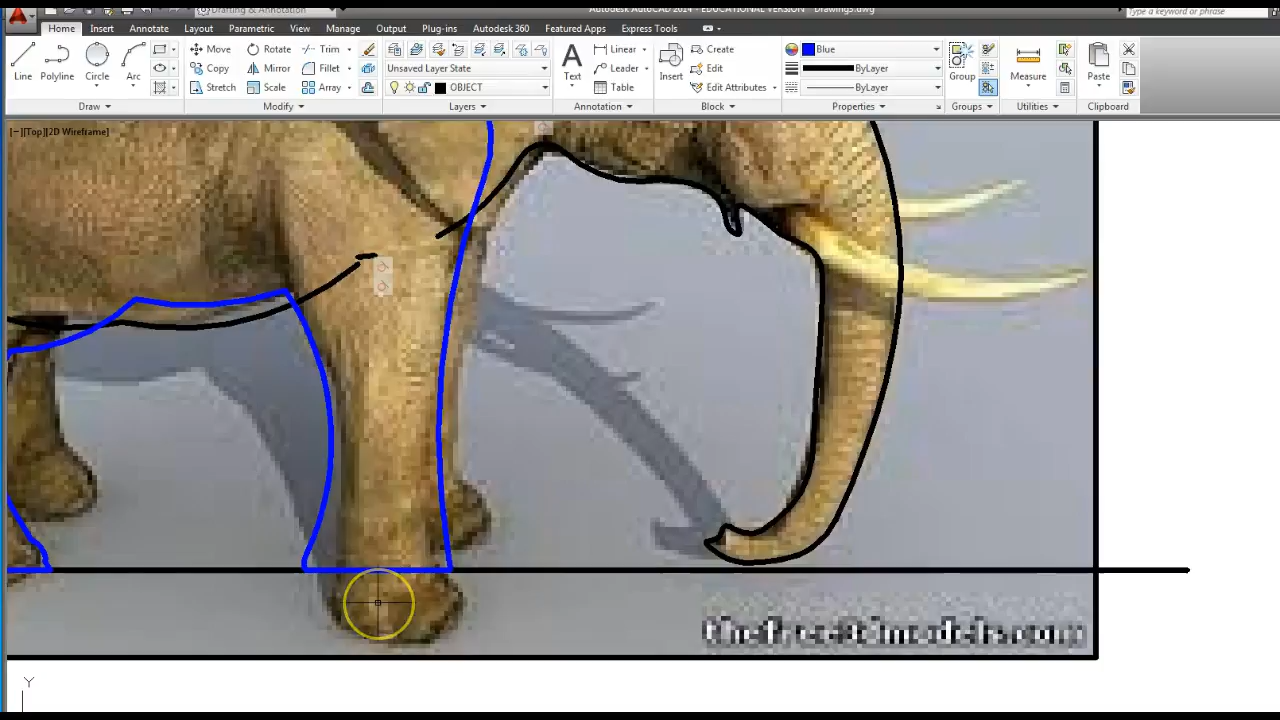 Drafting & Annotation
Autodesk AutoCAD 2014 - EDUCATIONAL VERSION - Drawing3.dwg
Type a keyword or phrase
Home Insert Annotate Layout Parametric View Manage Output Plug-ins Autodesk 360 Featured Apps Express Tools
Line Polyline Circle Arc
Move Rotate Trim
Copy Mirror Fillet
Stretch Scale Array
Unsaved Layer State
OBJECT
Text
Linear
Leader
Table
Insert
Create
Edit
Edit Attributes
Blue
ByLayer
ByLayer
Group
Measure
Paste
Draw Modify Layers Annotation Block Properties Groups Utilities Clipboard
[−][Top][2D Wireframe]
Y